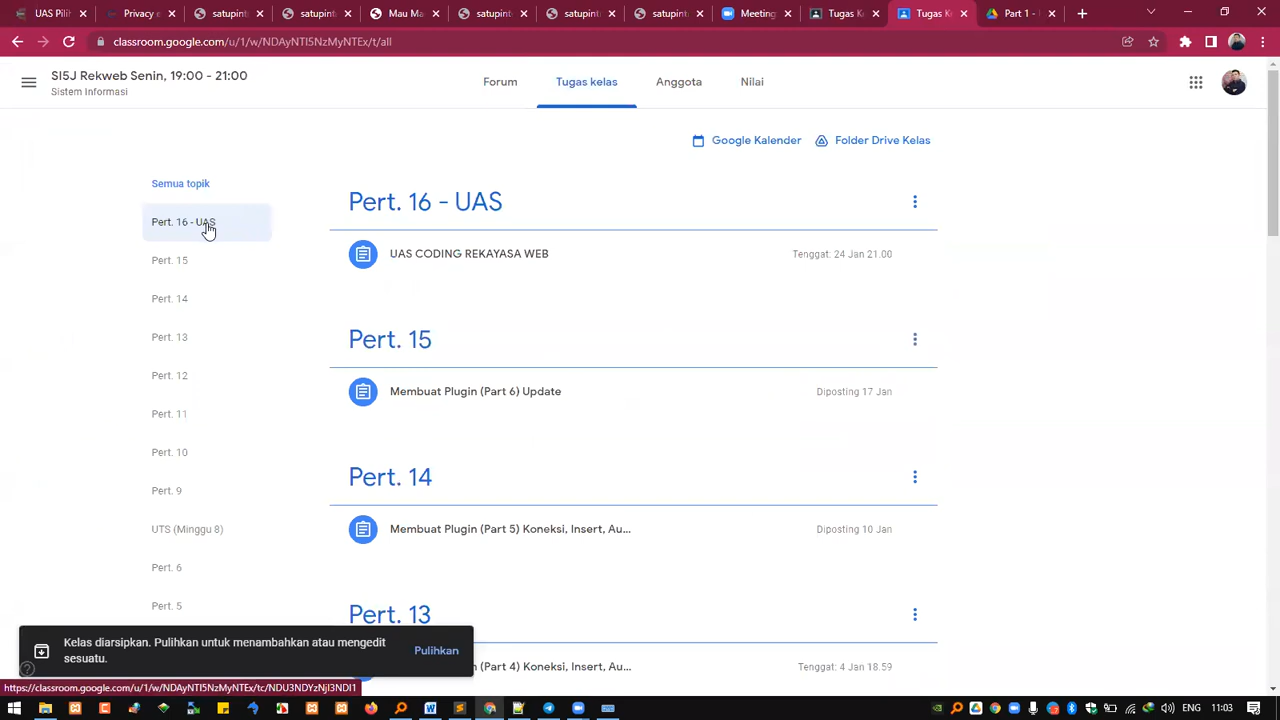 UAS Pilih
Privacy e
satupint
satupint
Mau Ma
satupint
satupint
satupint
Meeting
Tugas K
Tugas K
Part 1 -
classroom.google.com/u/1/w/NDAyNTI5NzMyNTEx/t/all
SI5J Rekweb Senin, 19:00 - 21:00
Sistem Informasi
Forum
Tugas kelas
Anggota
Nilai
Google Kalender
Folder Drive Kelas
Semua topik
Pert. 16 - UAS
Pert. 15
Pert. 14
Pert. 13
Pert. 12
Pert. 11
Pert. 10
Pert. 9
UTS (Minggu 8)
Pert. 6
Pert. 5
Pert. 16 - UAS
UAS CODING REKAYASA WEB
Tenggat: 24 Jan 21.00
Pert. 15
Membuat Plugin (Part 6) Update
Diposting 17 Jan
Pert. 14
Membuat Plugin (Part 5) Koneksi, Insert, Au...
Diposting 10 Jan
Pert. 13
(Part 4) Koneksi, Insert, Au...
Tenggat: 4 Jan 18.59
Kelas diarsipkan. Pulihkan untuk menambahkan atau mengedit
sesuatu.
Pulihkan
https://classroom.google.com/u/1/w/NDAyNTI5NzMyNTEx/tc/NDU3NDYzNjI3NDI1
ENG
11:03